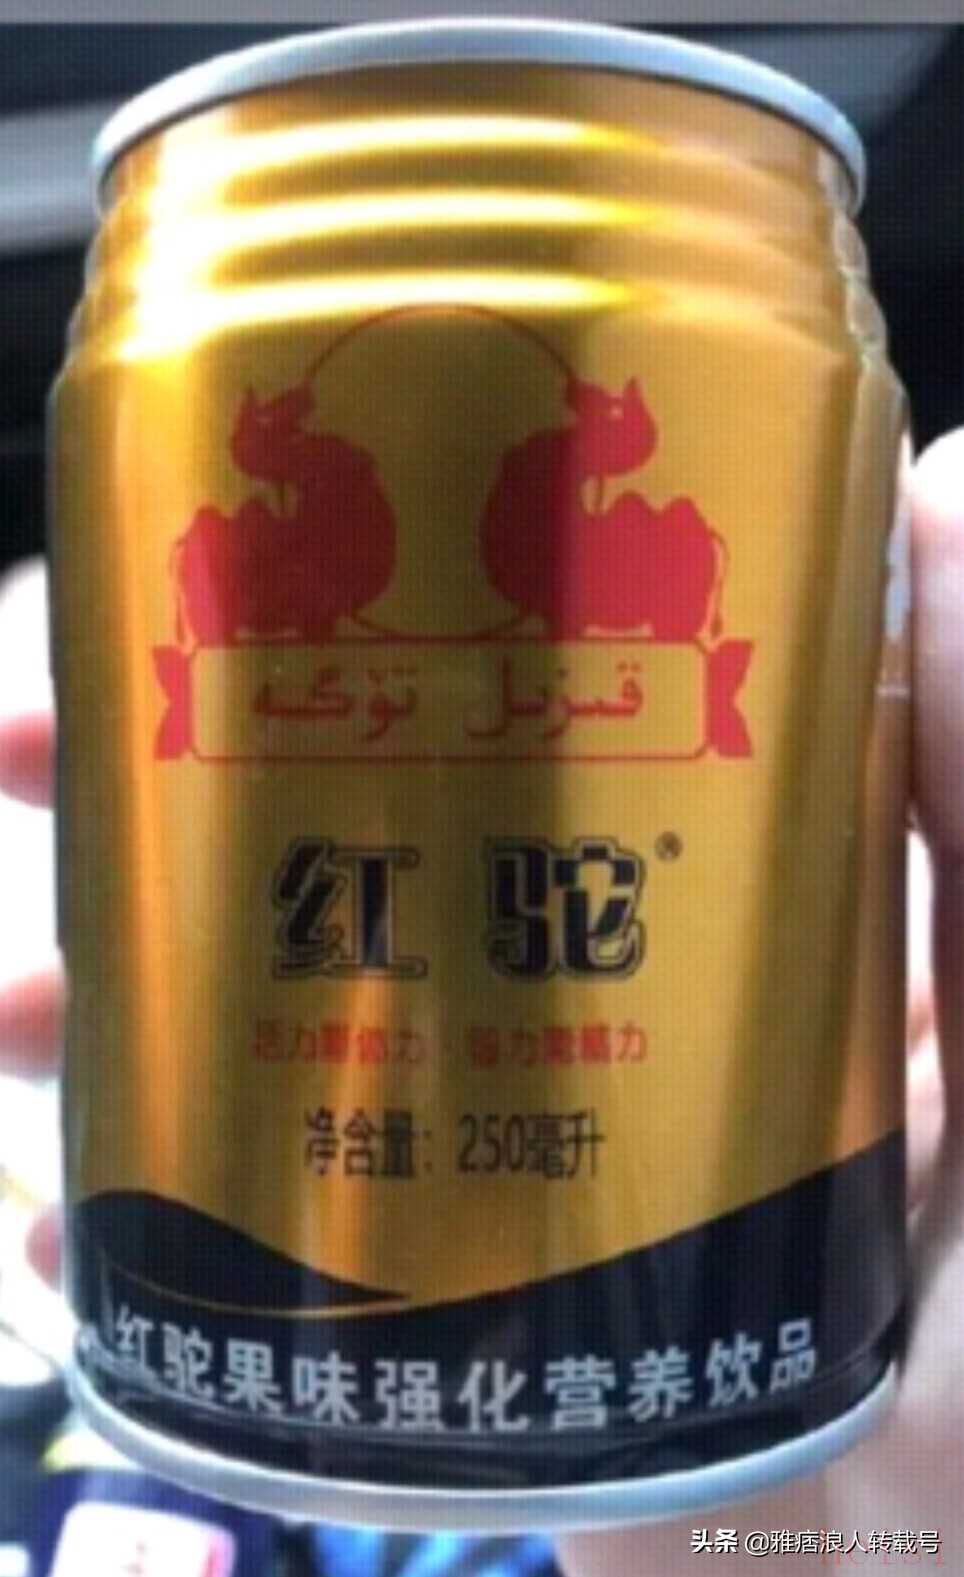 قىزىل تۆگە
红驼®
净含量：250毫升
红驼果味强化营养饮品
头条 @雅痞浪人转载号